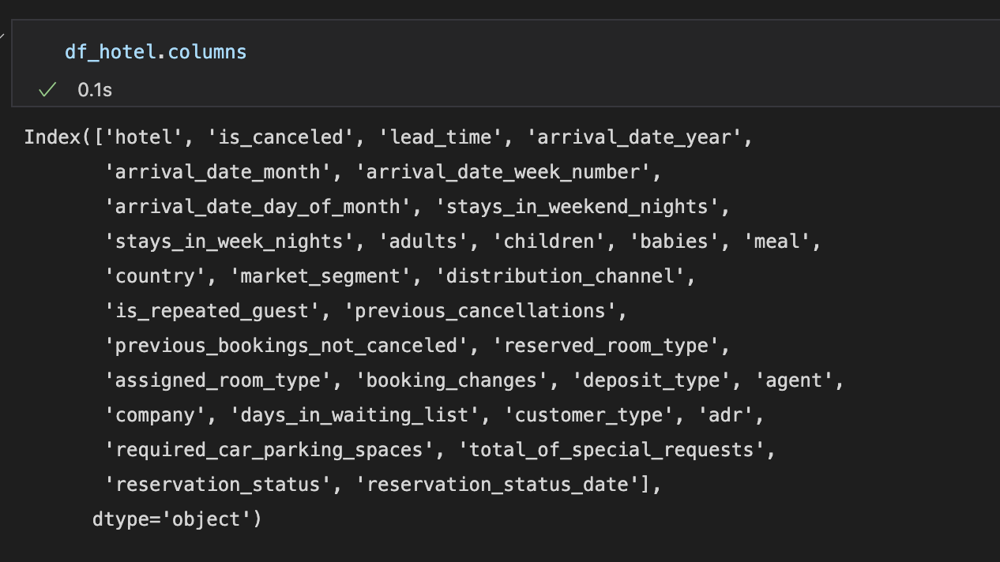 df_hotel.columns
0.1s
Index(['hotel', 'is_canceled', 'lead_time', 'arrival_date_year',
'arrival_date_month', 'arrival_date_week_number',
'arrival_date_day_of_month', 'stays_in_weekend_nights',
'stays_in_week_nights', 'adults', 'children', 'babies', 'meal',
'country', 'market_segment', 'distribution_channel',
'is_repeated_guest', 'previous_cancellations',
'previous_bookings_not_canceled', 'reserved_room_type',
'assigned_room_type', 'booking_changes', 'deposit_type', 'agent',
'company', 'days_in_waiting_list', 'customer_type', 'adr',
'required_car_parking_spaces', 'total_of_special_requests',
'reservation_status', 'reservation_status_date'],
dtype='object')